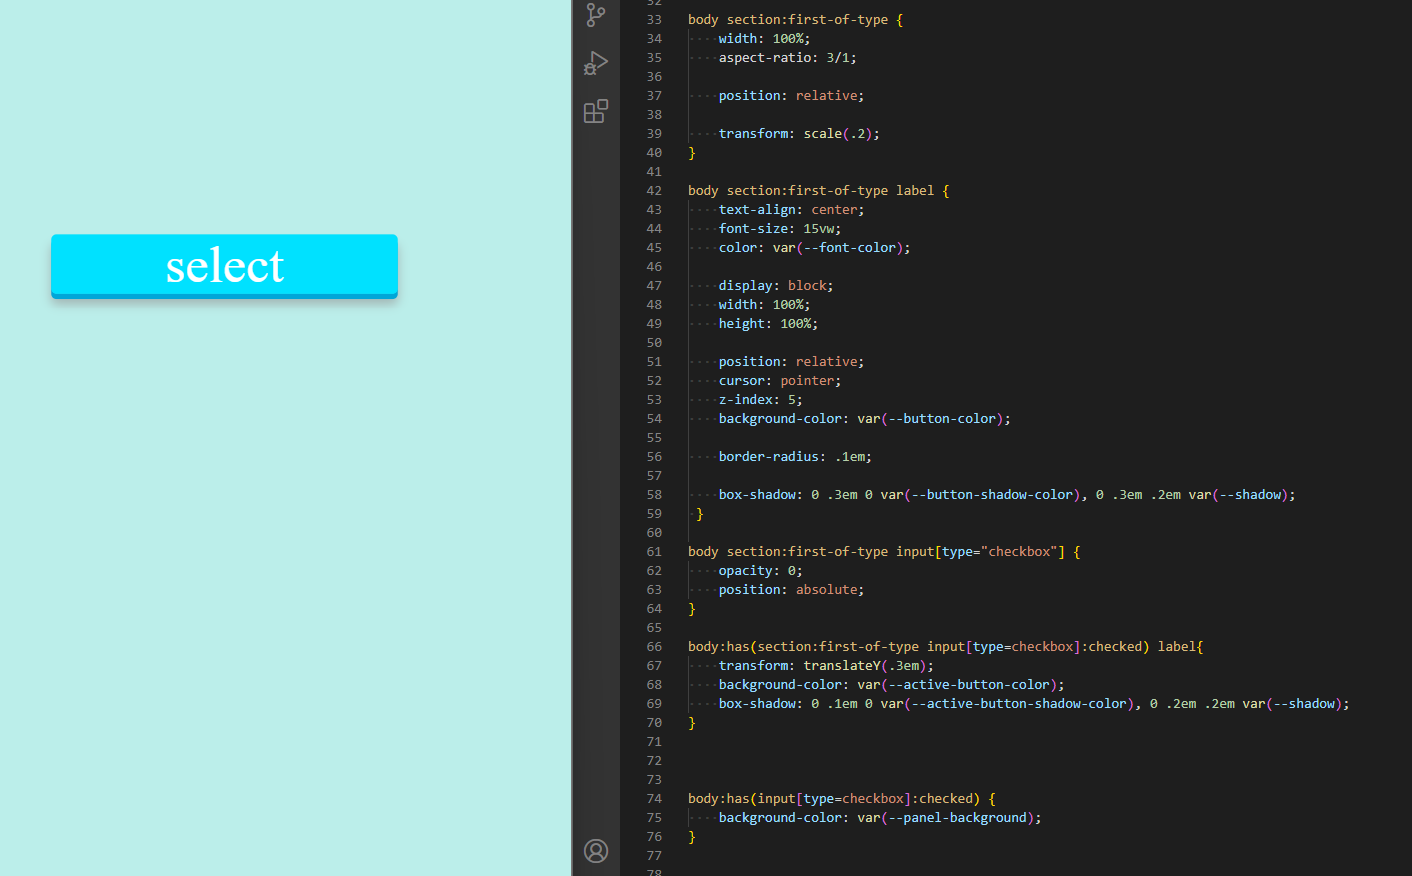 select
32
33 body section:first-of-type {
34 ····width: 100%;
35 ····aspect-ratio: 3/1;
36
37 ····position: relative;
38
39 ····transform: scale(.2);
40 }
41
42 body section:first-of-type label {
43 ····text-align: center;
44 ····font-size: 15vw;
45 ····color: var(--font-color);
46
47 ····display: block;
48 ····width: 100%;
49 ····height: 100%;
50
51 ····position: relative;
52 ····cursor: pointer;
53 ····z-index: 5;
54 ····background-color: var(--button-color);
55
56 ····border-radius: .1em;
57
58 ····box-shadow: 0 .3em 0 var(--button-shadow-color), 0 .3em .2em var(--shadow);
59 ·}
60
61 body section:first-of-type input[type="checkbox"] {
62 ····opacity: 0;
63 ····position: absolute;
64 }
65
66 body:has(section:first-of-type input[type=checkbox]:checked) label{
67 ····transform: translateY(.3em);
68 ····background-color: var(--active-button-color);
69 ····box-shadow: 0 .1em 0 var(--active-button-shadow-color), 0 .2em .2em var(--shadow);
70 }
71
72
73
74 body:has(input[type=checkbox]:checked) {
75 ····background-color: var(--panel-background);
76 }
77
78